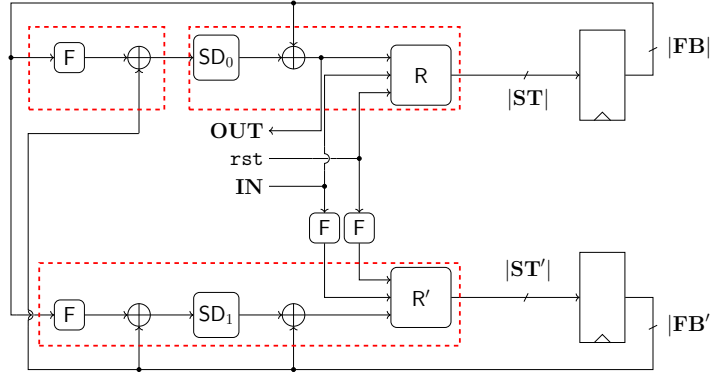 F SD₀ R |FB|
|ST|
OUT
rst
IN
F F
|ST′|
F SD₁ R′ |FB′|